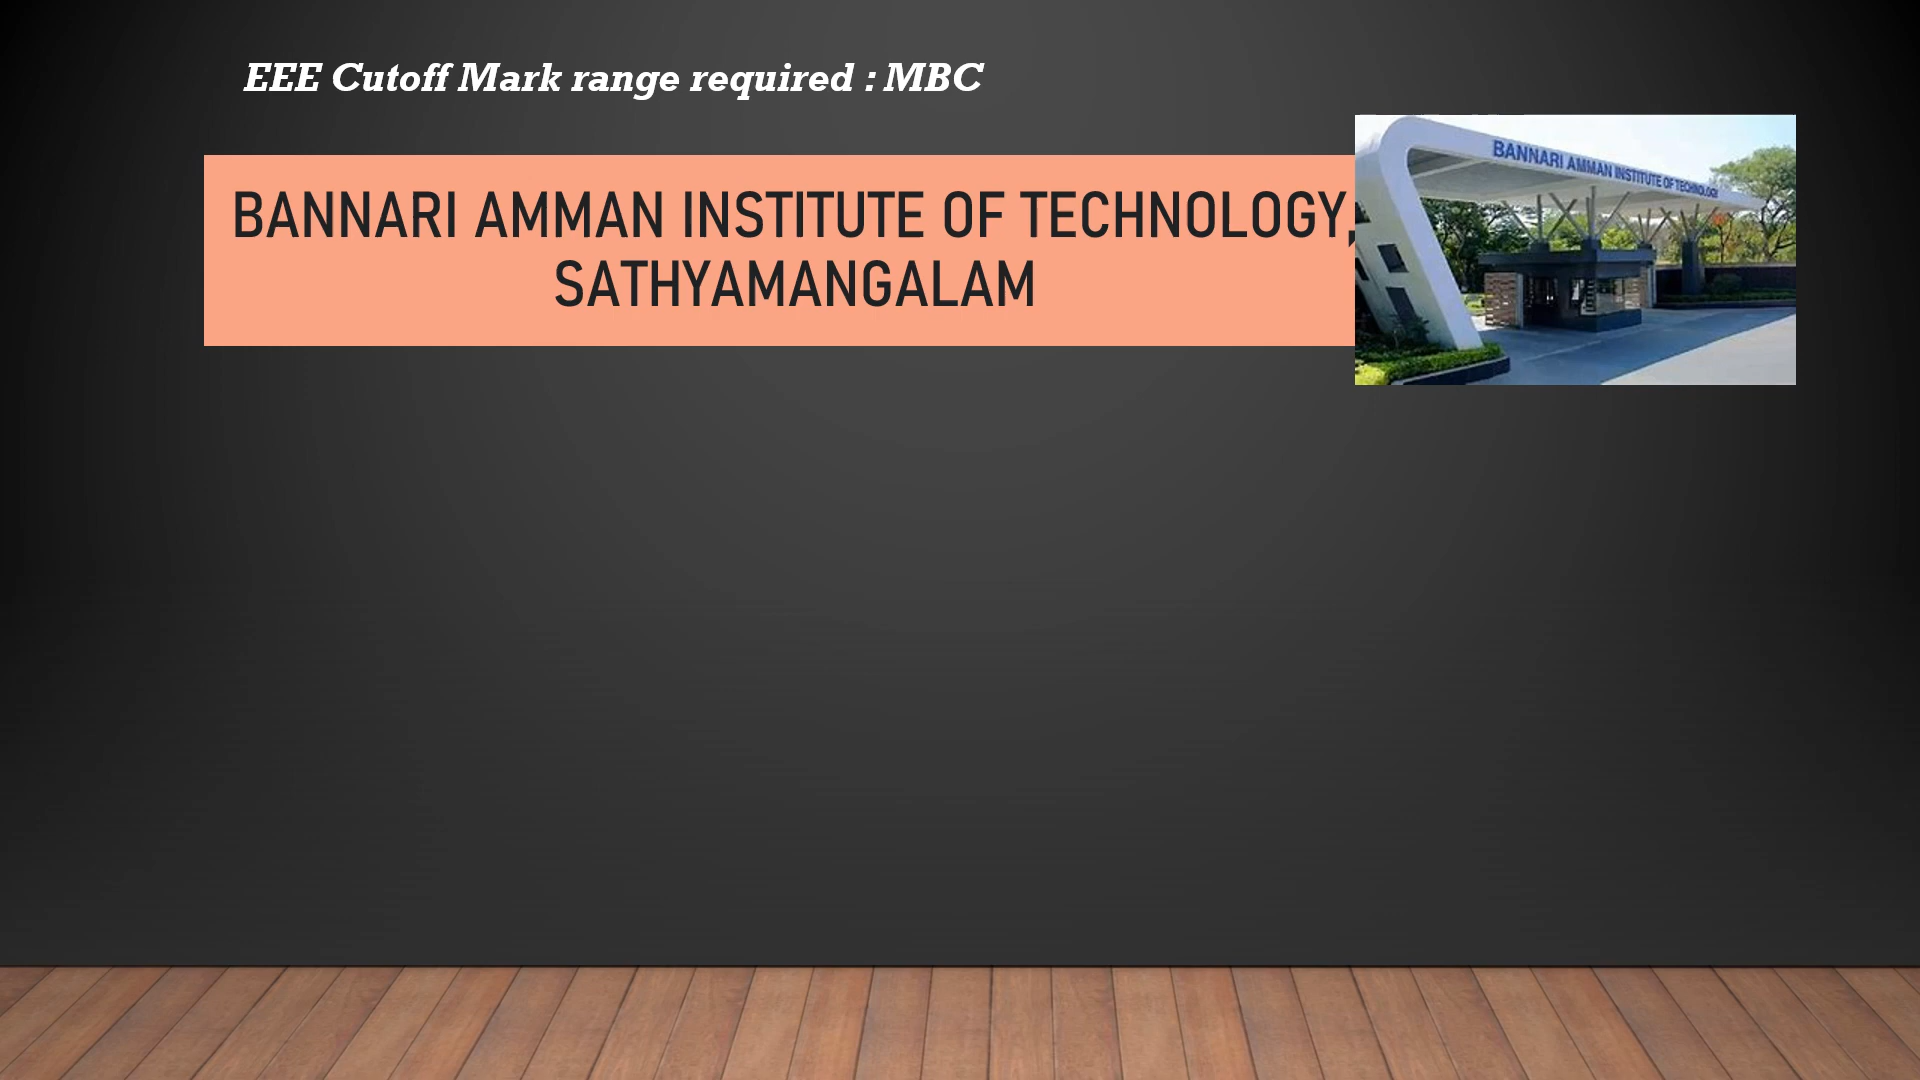 EEE Cutoff Mark range required : MBC
BANNARI AMMAN INSTITUTE OF TECHNOLOGY,
SATHYAMANGALAM
BANNARI AMMAN INSTITUTE OF TECHNOLOGY